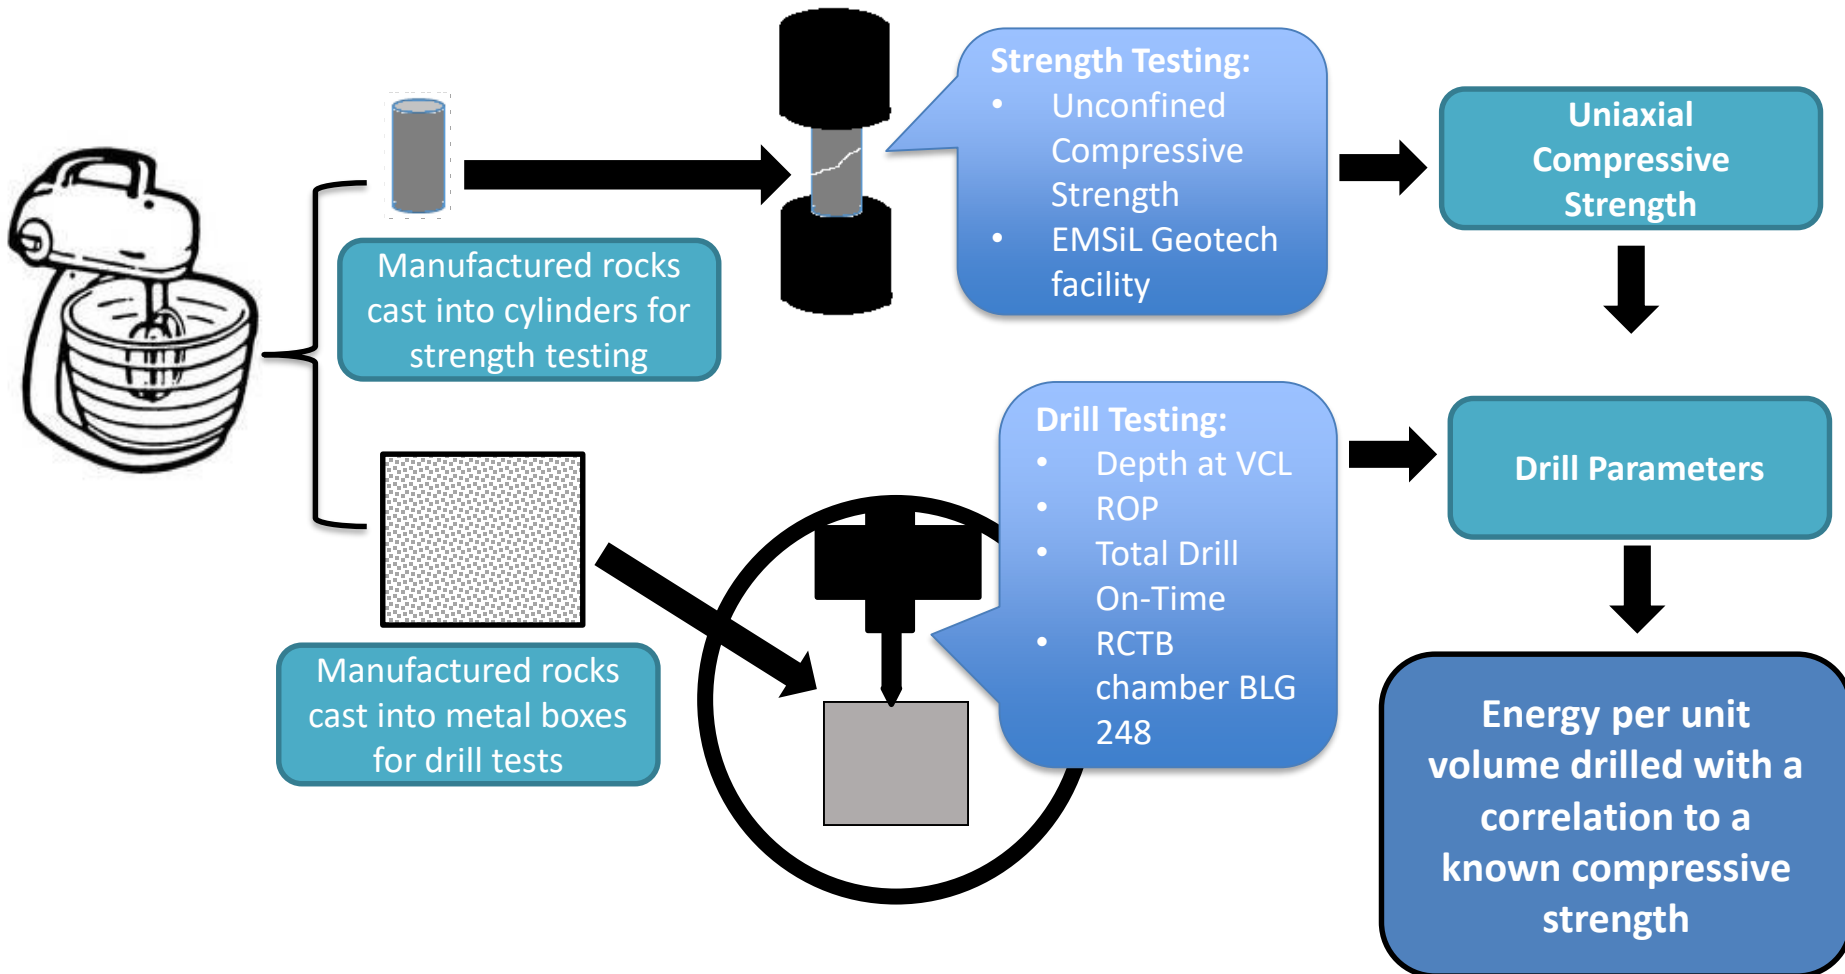 Strength Testing:
• Unconfined
Compressive
Strength
• EMSiL Geotech
facility
Uniaxial
Compressive
Strength
Manufactured rocks
cast into cylinders for
strength testing
Drill Testing:
• Depth at VCL
• ROP
• Total Drill
On-Time
• RCTB
chamber BLG
248
Drill Parameters
Manufactured rocks
cast into metal boxes
for drill tests
Energy per unit
volume drilled with a
correlation to a
known compressive
strength